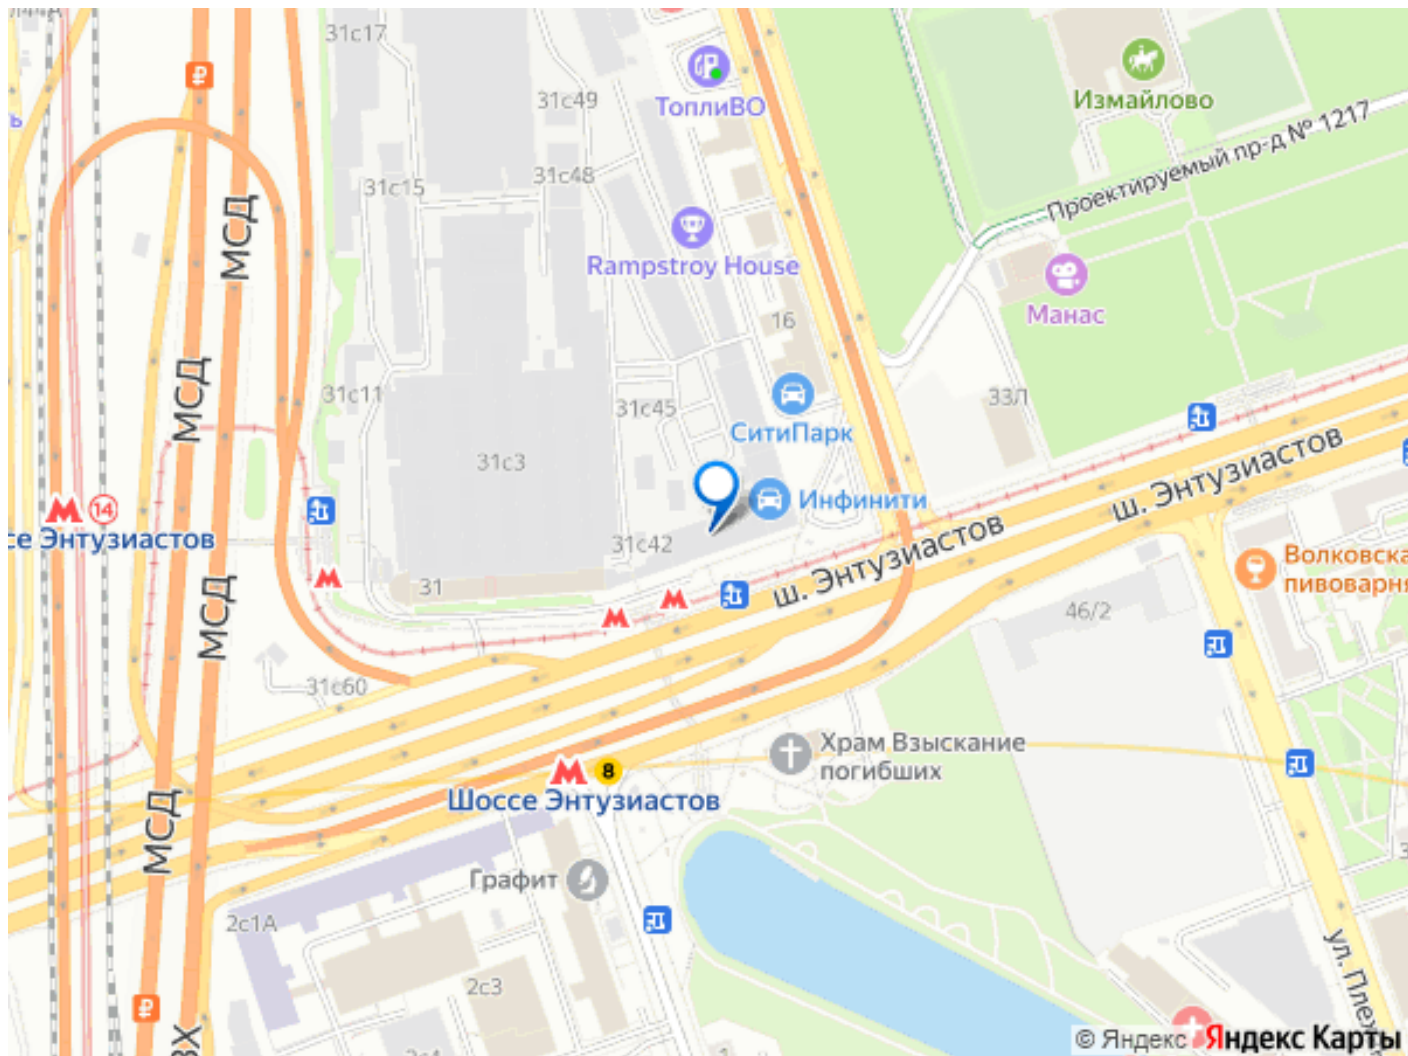 31с17
ТоплиВО
31с49
Измайлово
Проектируемый пр-д № 1217
31с15
31с48
МСД
Rampstroy House
Манас
16
МСД
31с11
31с45
33Л
СитиПарк
31с3
ш. Энтузиастов
14
Инфинити
се Энтузиастов
31с42
ш. Энтузиастов
31
Волковска
пивоварня
МСД
46/2
31с60
Храм Взыскание
погибших
8
Шоссе Энтузиастов
МСД
Графит
2с1А
2с3
ул. Плех
© Яндекс Яндекс Карты